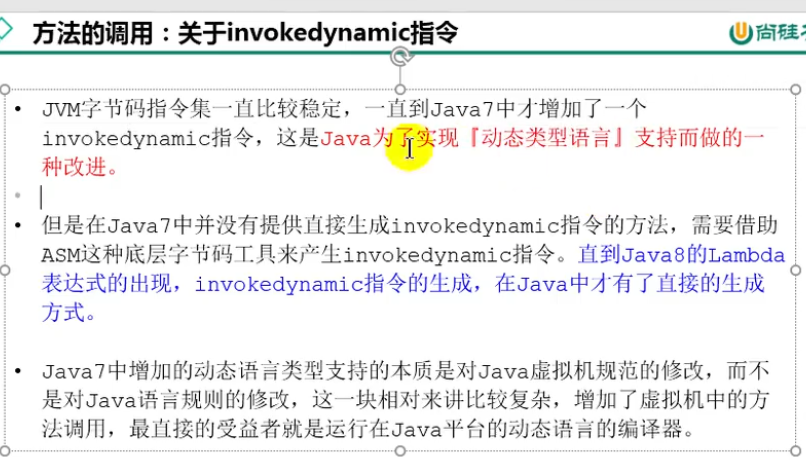 方法的调用：关于invokedynamic指令
尚硅谷
• JVM字节码指令集一直比较稳定，一直到Java7中才增加了一个
invokedynamic指令，这是Java为了实现『动态类型语言』支持而做的一
种改进。
•
• 但是在Java7中并没有提供直接生成invokedynamic指令的方法，需要借助
ASM这种底层字节码工具来产生invokedynamic指令。直到Java8的Lambda
表达式的出现，invokedynamic指令的生成，在Java中才有了直接的生成
方式。
• Java7中增加的动态语言类型支持的本质是对Java虚拟机规范的修改，而不
是对Java语言规则的修改，这一块相对来讲比较复杂，增加了虚拟机中的方
法调用，最直接的受益者就是运行在Java平台的动态语言的编译器。